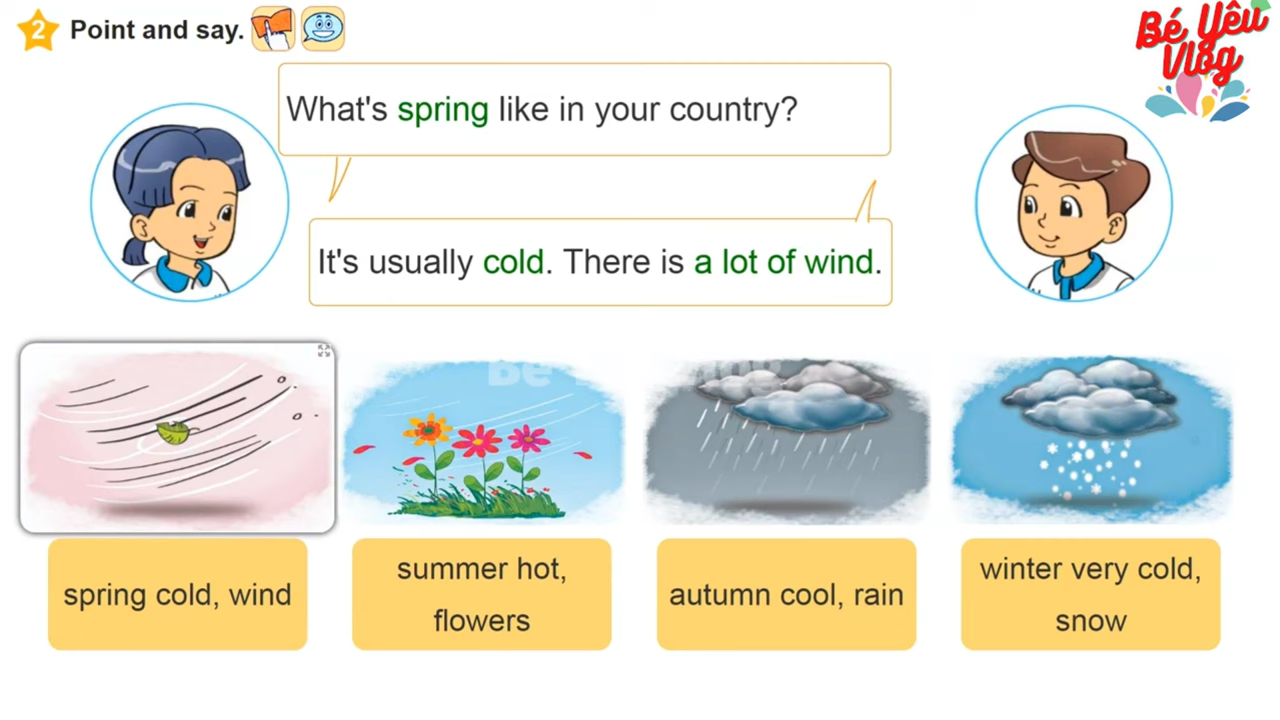 2 Point and say.
Bé Yêu
Vlog
What's spring like in your country?
It's usually cold. There is a lot of wind.
spring cold, wind
summer hot,
flowers
autumn cool, rain
winter very cold,
snow